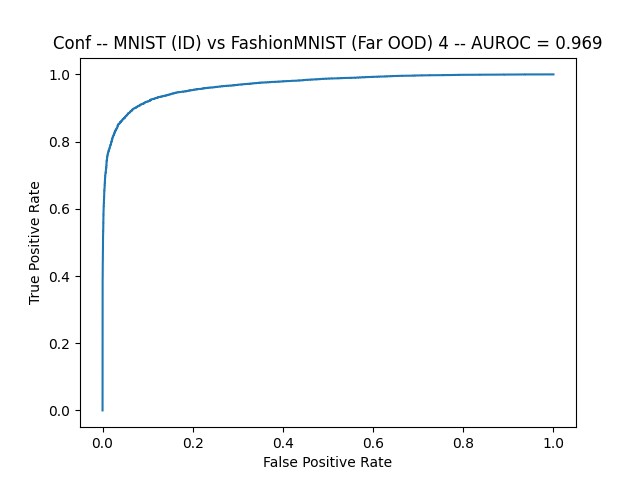 Conf -- MNIST (ID) vs FashionMNIST (Far OOD) 4 -- AUROC = 0.969
1.0
0.8
0.6
0.4
0.2
0.0
True Positive Rate
0.0 0.2 0.4 0.6 0.8 1.0
False Positive Rate